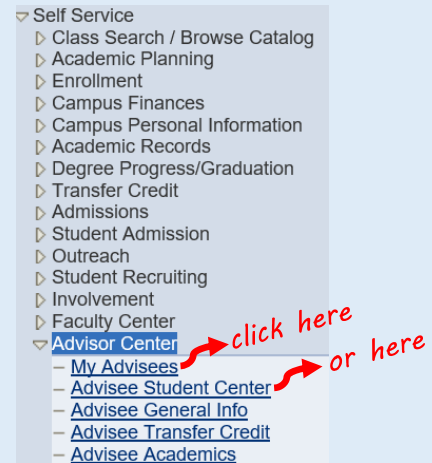 Self Service
Class Search / Browse Catalog
Academic Planning
Enrollment
Campus Finances
Campus Personal Information
Academic Records
Degree Progress/Graduation
Transfer Credit
Admissions
Student Admission
Outreach
Student Recruiting
Involvement
Faculty Center
Advisor Center
click here
– My Advisees
or here
– Advisee Student Center
– Advisee General Info
– Advisee Transfer Credit
– Advisee Academics